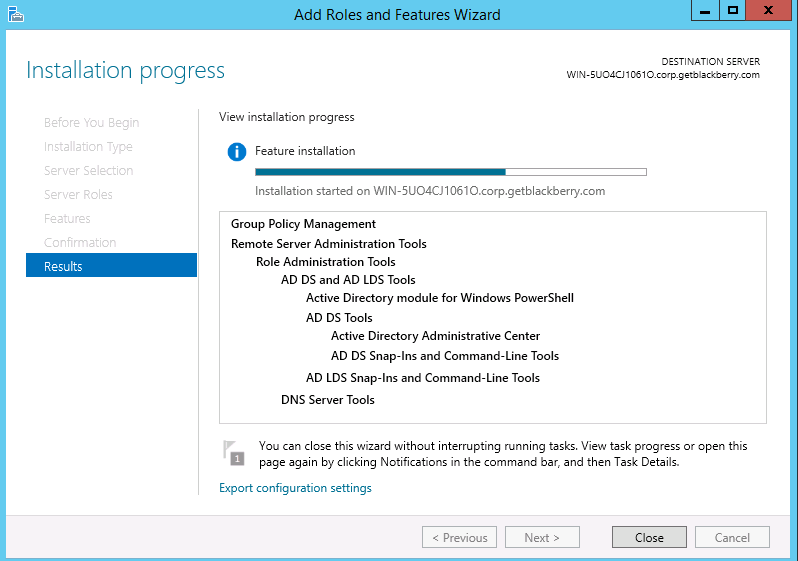 Add Roles and Features Wizard
Installation progress
DESTINATION SERVER
WIN-5UO4CJ1061O.corp.getblackberry.com
Before You Begin
Installation Type
Server Selection
Server Roles
Features
Confirmation
Results
View installation progress
Feature installation
Installation started on WIN-5UO4CJ1061O.corp.getblackberry.com
Group Policy Management
Remote Server Administration Tools
Role Administration Tools
AD DS and AD LDS Tools
Active Directory module for Windows PowerShell
AD DS Tools
Active Directory Administrative Center
AD DS Snap-Ins and Command-Line Tools
AD LDS Snap-Ins and Command-Line Tools
DNS Server Tools
1
You can close this wizard without interrupting running tasks. View task progress or open this
page again by clicking Notifications in the command bar, and then Task Details.
Export configuration settings
< Previous
Next >
Close
Cancel